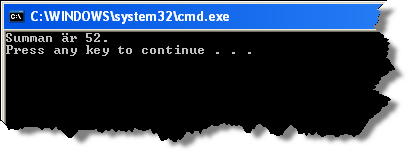 C:\WINDOWS\system32\cmd.exe
Summan är 52.
Press any key to continue . . .